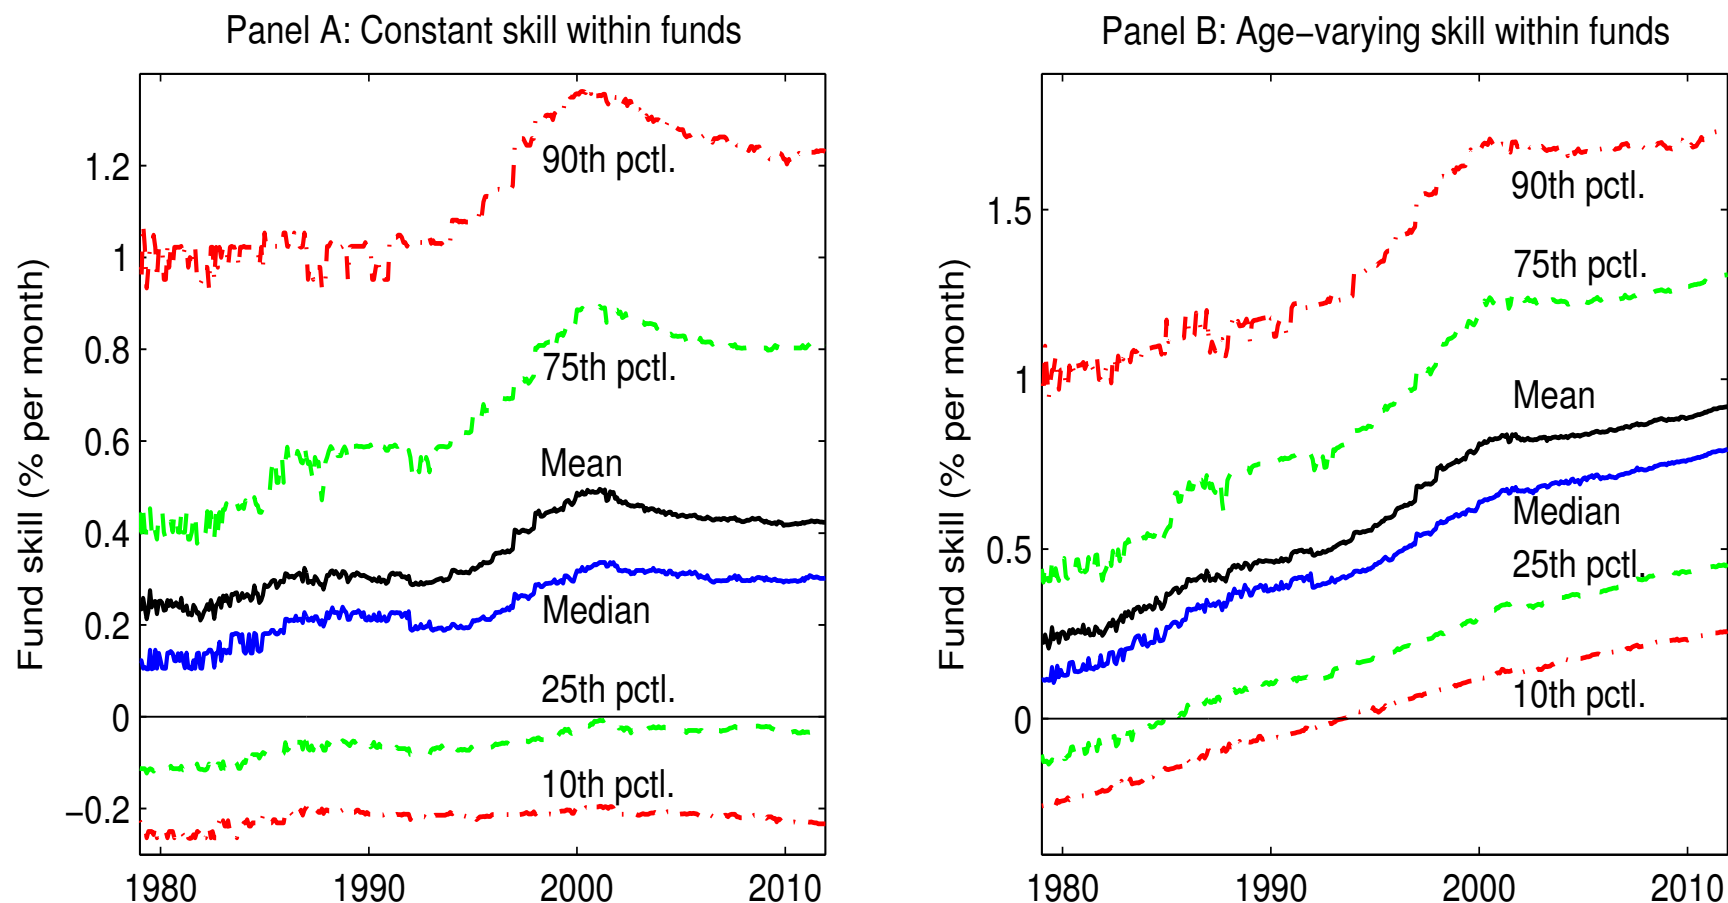 Panel A: Constant skill within funds
Fund skill (% per month)
1.2
1
0.8
0.6
0.4
0.2
0
−0.2
90th pctl.
75th pctl.
Mean
Median
25th pctl.
10th pctl.
1980
1990
2000
2010
Panel B: Age−varying skill within funds
Fund skill (% per month)
1.5
1
0.5
0
90th pctl.
75th pctl.
Mean
Median
25th pctl.
10th pctl.
1980
1990
2000
2010